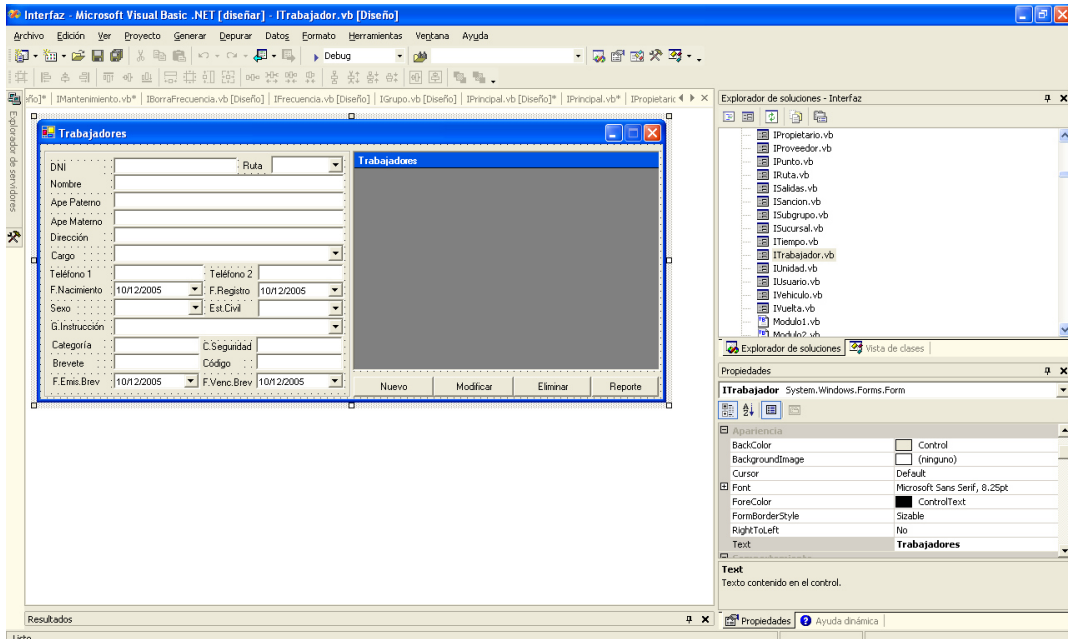 Interfaz - Microsoft Visual Basic .NET [diseñar] - ITrabajador.vb [Diseño]
Archivo Edición Ver Proyecto Generar Depurar Datos Formato Herramientas Ventana Ayuda
Debug
eño]* IMantenimiento.vb* IBorraFrecuencia.vb [Diseño] IFrecuencia.vb [Diseño] IGrupo.vb [Diseño] IPrincipal.vb [Diseño]* IPrincipal.vb* IPropietaric
Explorador de servidores
Trabajadores
DNI Ruta
Nombre
Ape Paterno
Ape Materno
Dirección
Cargo
Teléfono 1 Teléfono 2
F.Nacimiento 10/12/2005 F.Registro 10/12/2005
Sexo Est.Civil
G.Instrucción
Categoría C.Seguridad
Brevete Código
F.Emis.Brev 10/12/2005 F.Venc.Brev 10/12/2005
Trabajadores
Nuevo Modificar Eliminar Reporte
Resultados
Listo
Explorador de soluciones - Interfaz
IPropietario.vb
IProveedor.vb
IPunto.vb
IRuta.vb
ISalidas.vb
ISancion.vb
ISubgrupo.vb
ISucursal.vb
ITiempo.vb
ITrabajador.vb
IUnidad.vb
IUsuario.vb
IVehiculo.vb
IVuelta.vb
Modulo1.vb
Modulo2.vb
Explorador de soluciones Vista de clases
Propiedades
ITrabajador System.Windows.Forms.Form
Apariencia
BackColor Control
BackgroundImage (ninguno)
Cursor Default
Font Microsoft Sans Serif, 8.25pt
ForeColor ControlText
FormBorderStyle Sizable
RightToLeft No
Text Trabajadores
Comportamiento
Text
Texto contenido en el control.
Propiedades Ayuda dinámica